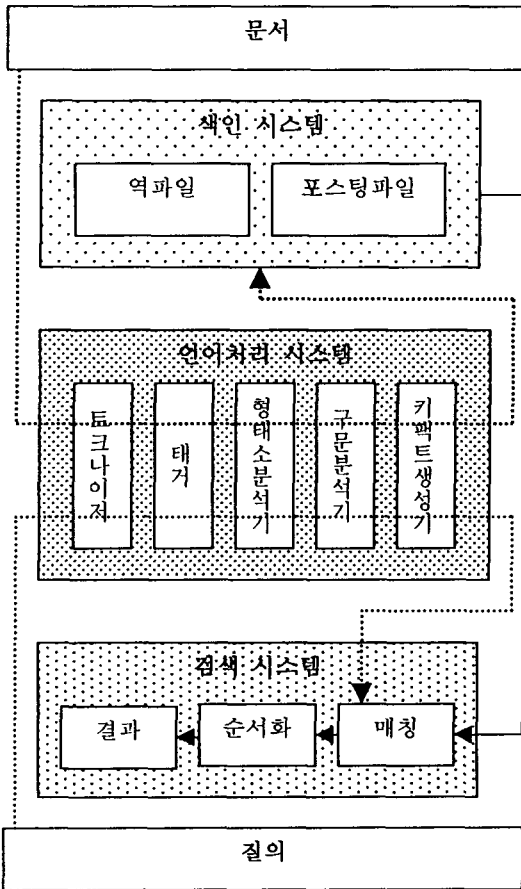 문서
색인 시스템
역파일
포스팅파일
언어처리 시스템
토크나이저
태거
형태소분석기
구문분석기
키팩트생성기
검색 시스템
결과
순서화
매칭
질의